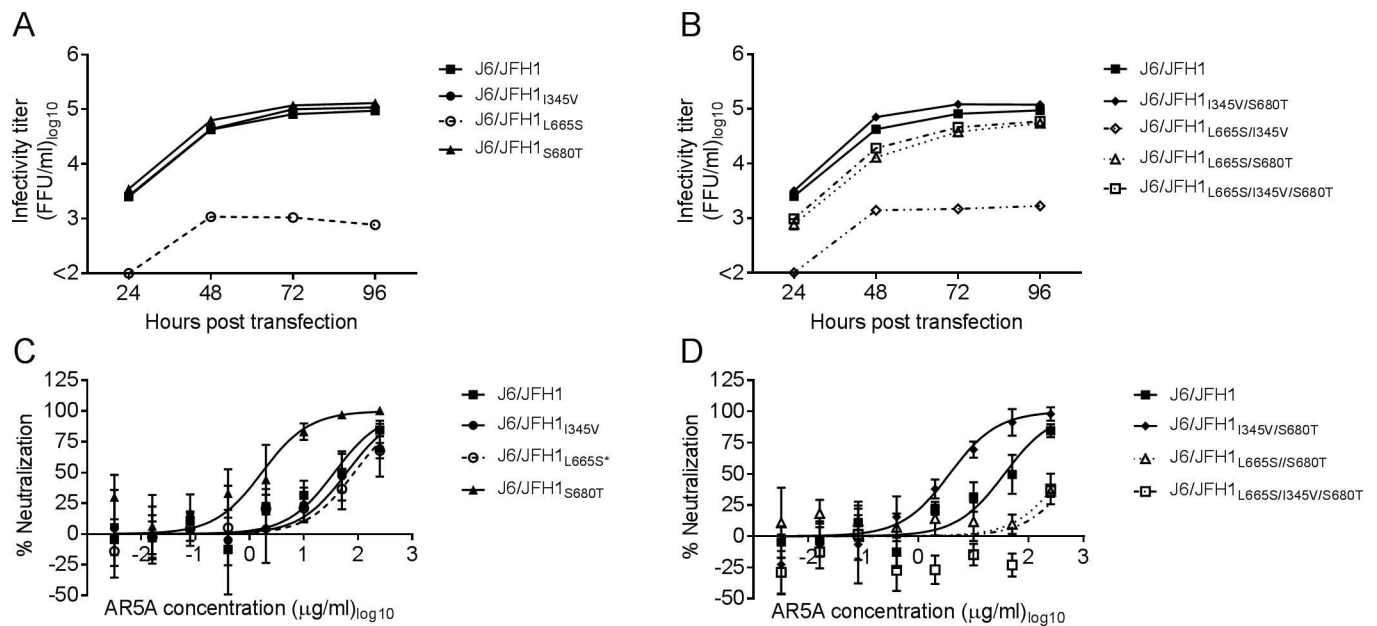 A
6
5
4
3
<2
Infectivity titer
(FFU/ml)log10
24 48 72 96
Hours post transfection
J6/JFH1
J6/JFH1I345V
J6/JFH1L665S
J6/JFH1S680T
B
6
5
4
3
<2
Infectivity titer
(FFU/ml)log10
24 48 72 96
Hours post transfection
J6/JFH1
J6/JFH1I345V/S680T
J6/JFH1L665S/I345V
J6/JFH1L665S/S680T
J6/JFH1L665S/I345V/S680T
C
125
100
75
50
25
0
-25
-50
% Neutralization
-2 -1 0 1 2 3
AR5A concentration (μg/ml)log10
J6/JFH1
J6/JFH1I345V
J6/JFH1L665S*
J6/JFH1S680T
D
125
100
75
50
25
0
-25
-50
% Neutralization
-2 -1 0 1 2 3
AR5A concentration (μg/ml)log10
J6/JFH1
J6/JFH1I345V/S680T
J6/JFH1L665S//S680T
J6/JFH1L665S/I345V/S680T